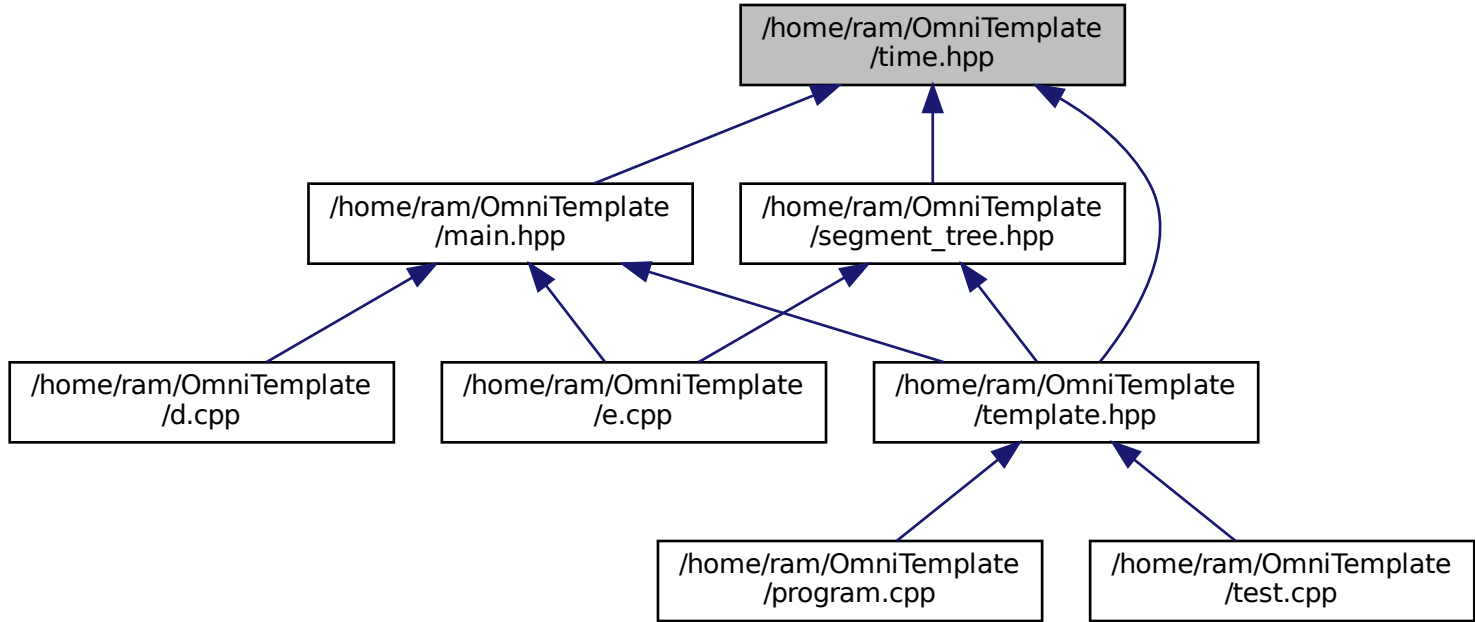 /home/ram/OmniTemplate
/time.hpp
/home/ram/OmniTemplate
/main.hpp
/home/ram/OmniTemplate
/segment_tree.hpp
/home/ram/OmniTemplate
/d.cpp
/home/ram/OmniTemplate
/e.cpp
/home/ram/OmniTemplate
/template.hpp
/home/ram/OmniTemplate
/program.cpp
/home/ram/OmniTemplate
/test.cpp